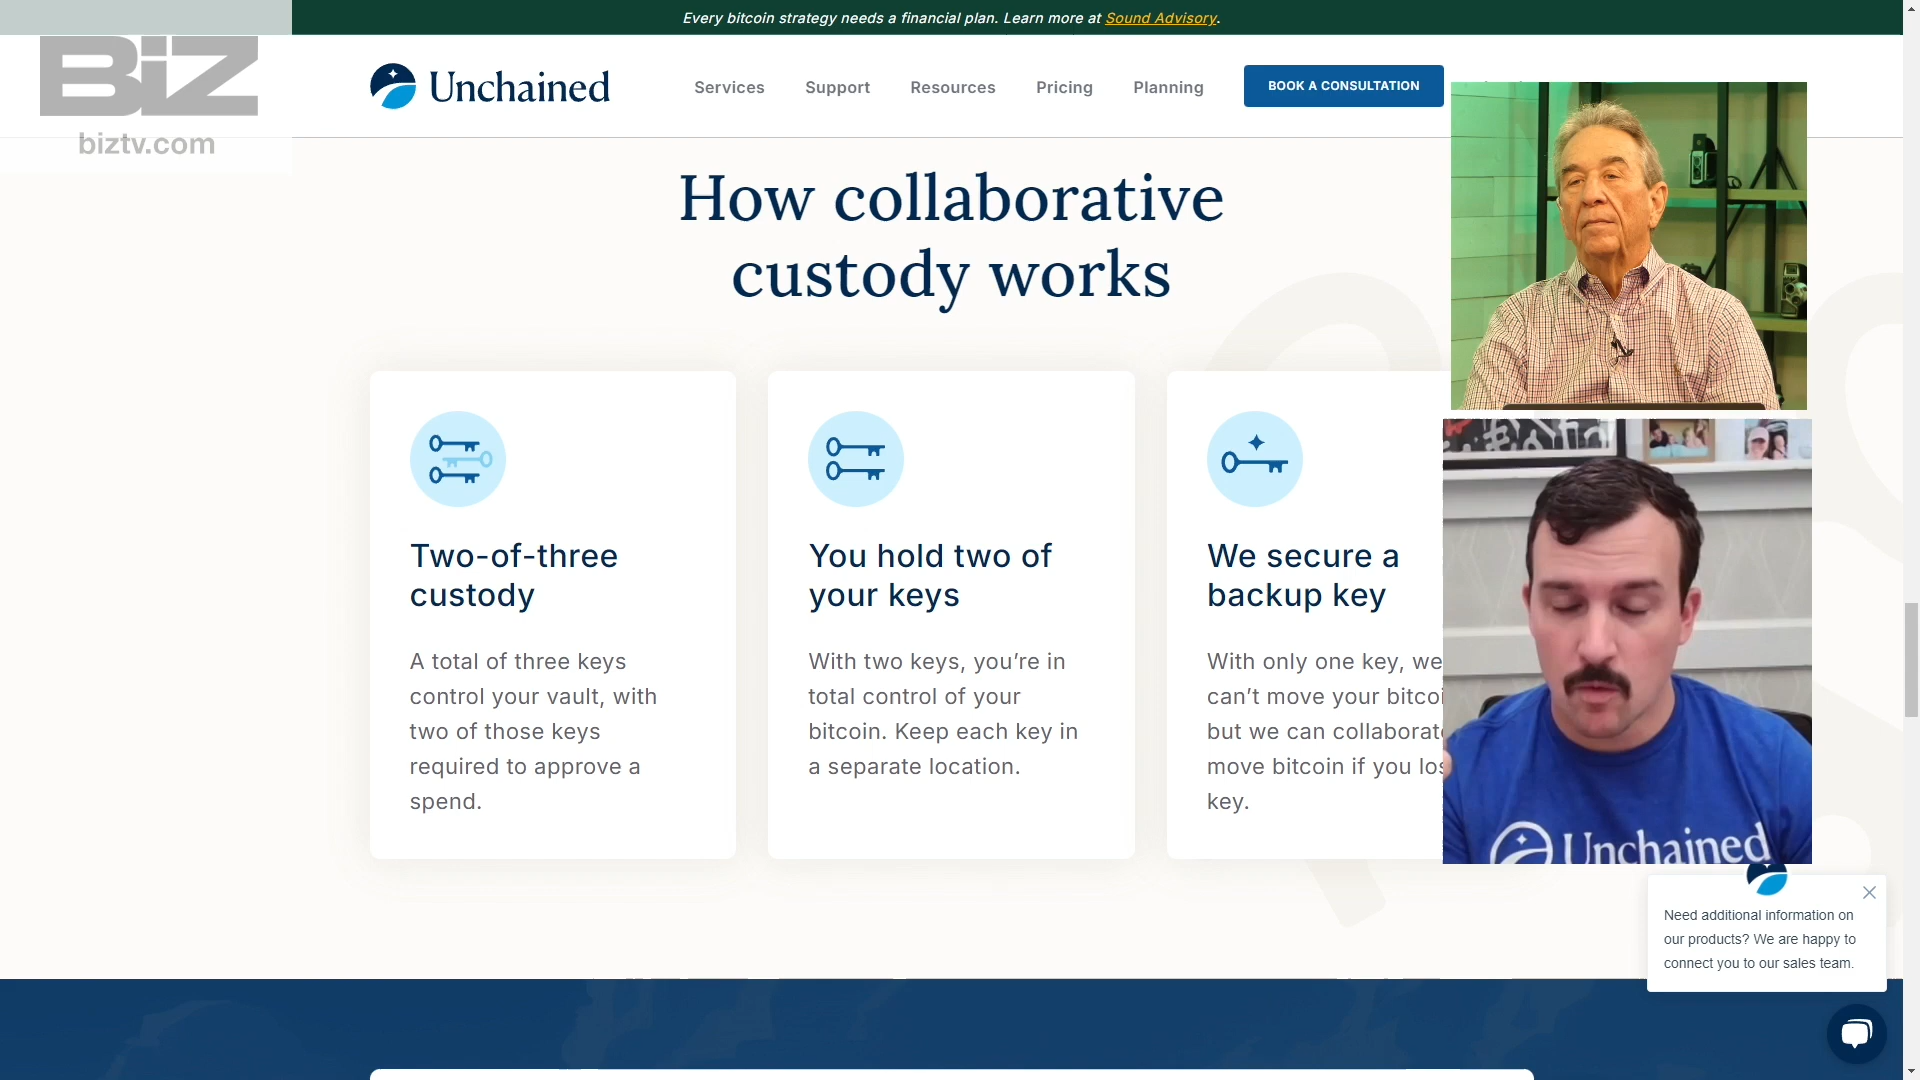 Every bitcoin strategy needs a financial plan. Learn more at Sound Advisory.
BiZ
biztv.com
Unchained
Services
Support
Resources
Pricing
Planning
BOOK A CONSULTATION
How collaborative
custody works
Two-of-three
custody
A total of three keys
control your vault, with
two of those keys
required to approve a
spend.
You hold two of
your keys
With two keys, you’re in
total control of your
bitcoin. Keep each key in
a separate location.
We secure a
backup key
With only one key, we
can’t move your
but we can
move bitcoin if you
key.
Unchained
Need additional information on
our products? We are happy to
connect you to our sales team.